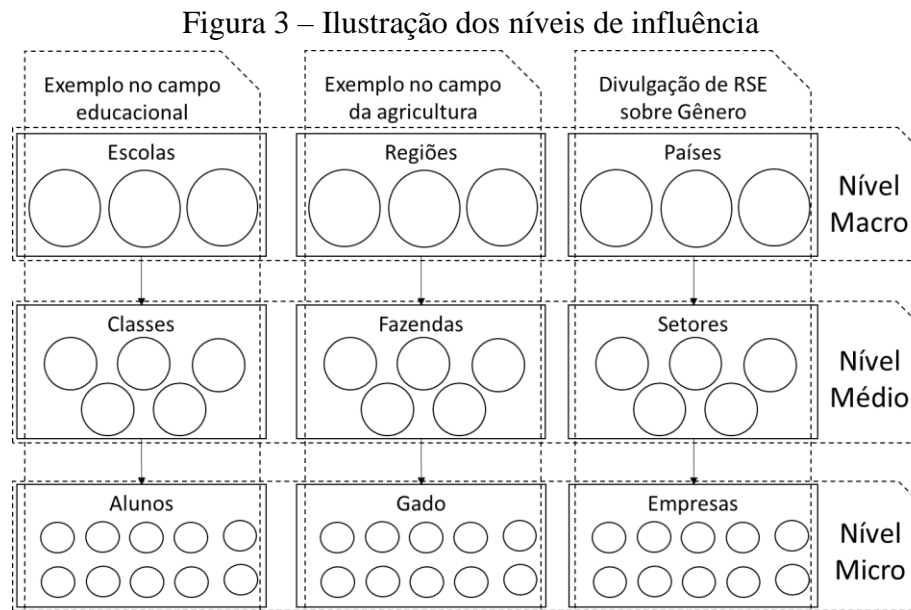 Figura 3 – Ilustração dos níveis de influência
Exemplo no campo
educacional
Exemplo no campo
da agricultura
Divulgação de RSE
sobre Gênero
Escolas
Regiões
Países
Nível
Macro
Classes
Fazendas
Setores
Nível
Médio
Alunos
Gado
Empresas
Nível
Micro